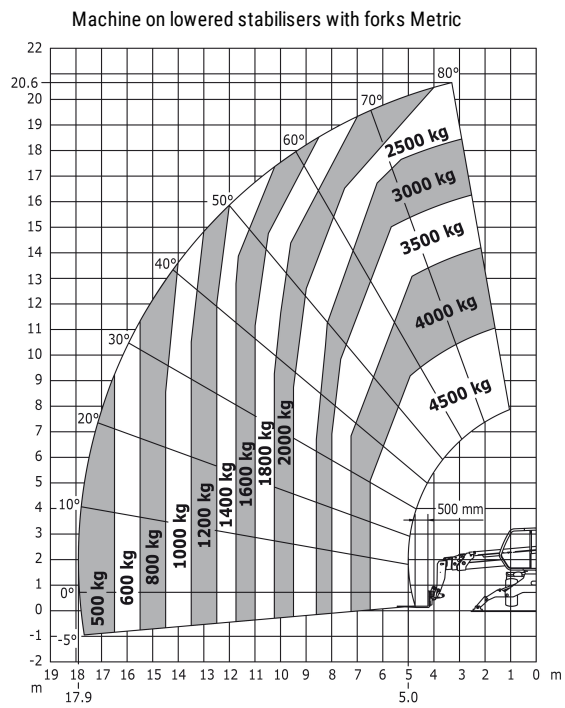 Machine on lowered stabilisers with forks Metric
22
20.6
20
19
18
17
16
15
14
13
12
11
10
9
8
7
6
5
4
3
2
1
0
-1
-2
80°
70°
60°
50°
40°
30°
20°
10°
0°
-5°
2500 kg
3000 kg
3500 kg
4000 kg
4500 kg
500 kg
600 kg
800 kg
1000 kg
1200 kg
1400 kg
1600 kg
1800 kg
2000 kg
500 mm
19 18 17 16 15 14 13 12 11 10 9 8 7 6 5 4 3 2 1 0 m
m
17.9 5.0